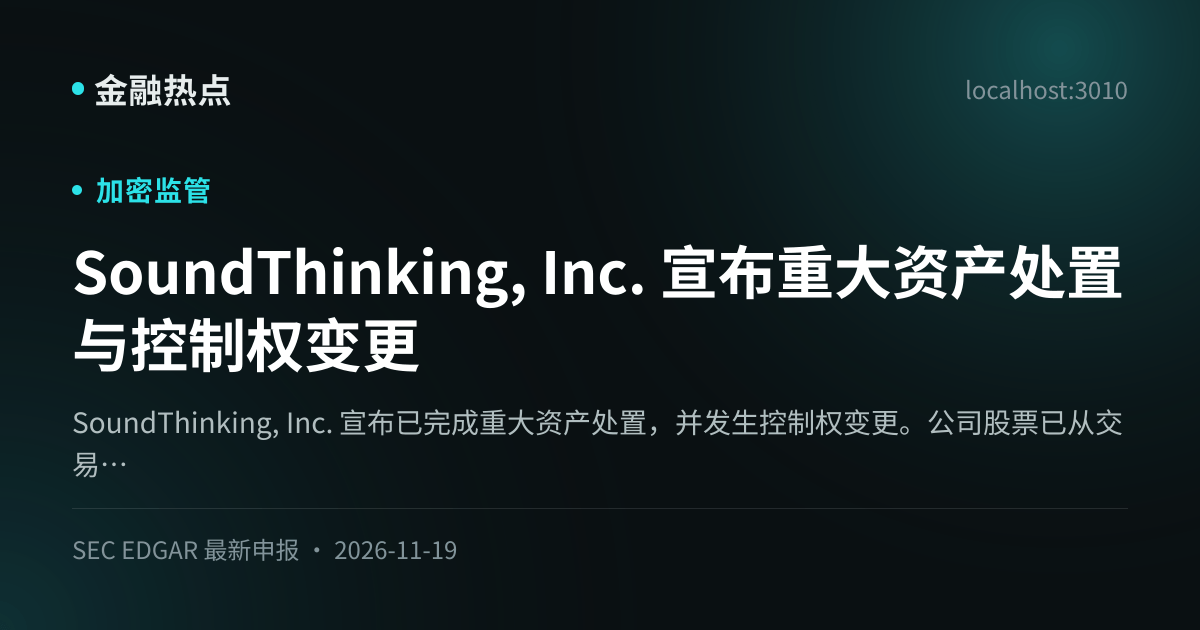 金融热点
localhost:3010
加密监管
SoundThinking, Inc. 宣布重大资产处置
与控制权变更
SoundThinking, Inc. 宣布已完成重大资产处置，并发生控制权变更。公司股票已从交
易…
SEC EDGAR 最新申报 · 2026-11-19